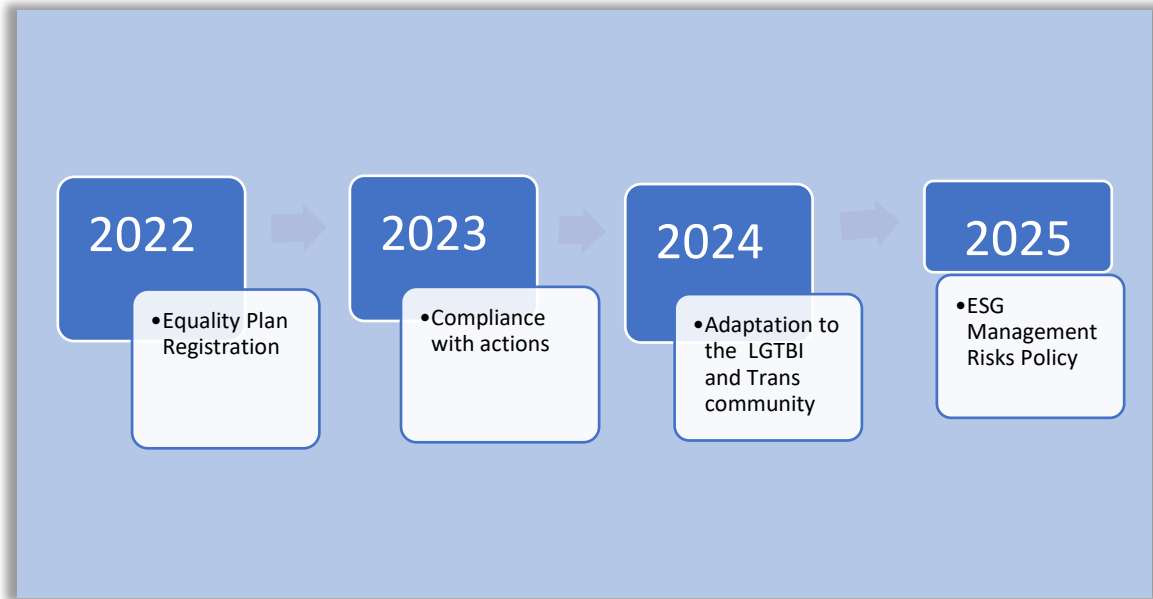 2022
•Equality Plan
Registration
2023
•Compliance
with actions
2024
•Adaptation to
the LGTBI
and Trans
community
2025
•ESG
Management
Risks Policy